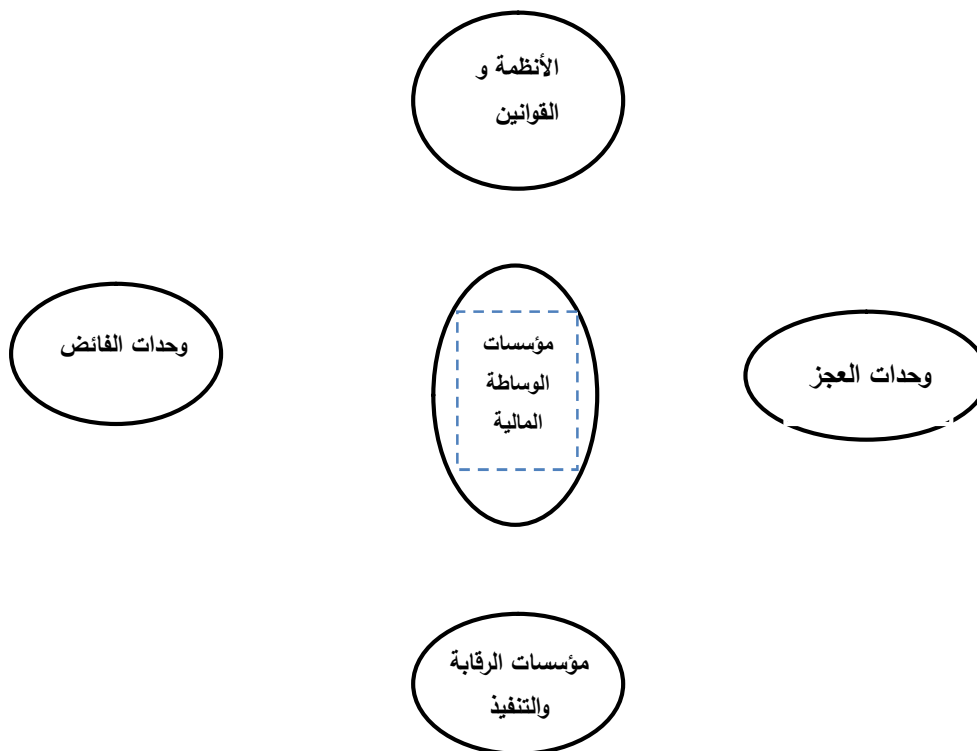 الأنظمة و
القوانين
وحدات الفائض
مؤسسات
الوساطة
المالية
وحدات العجز
مؤسسات الرقابة
والتنفيذ